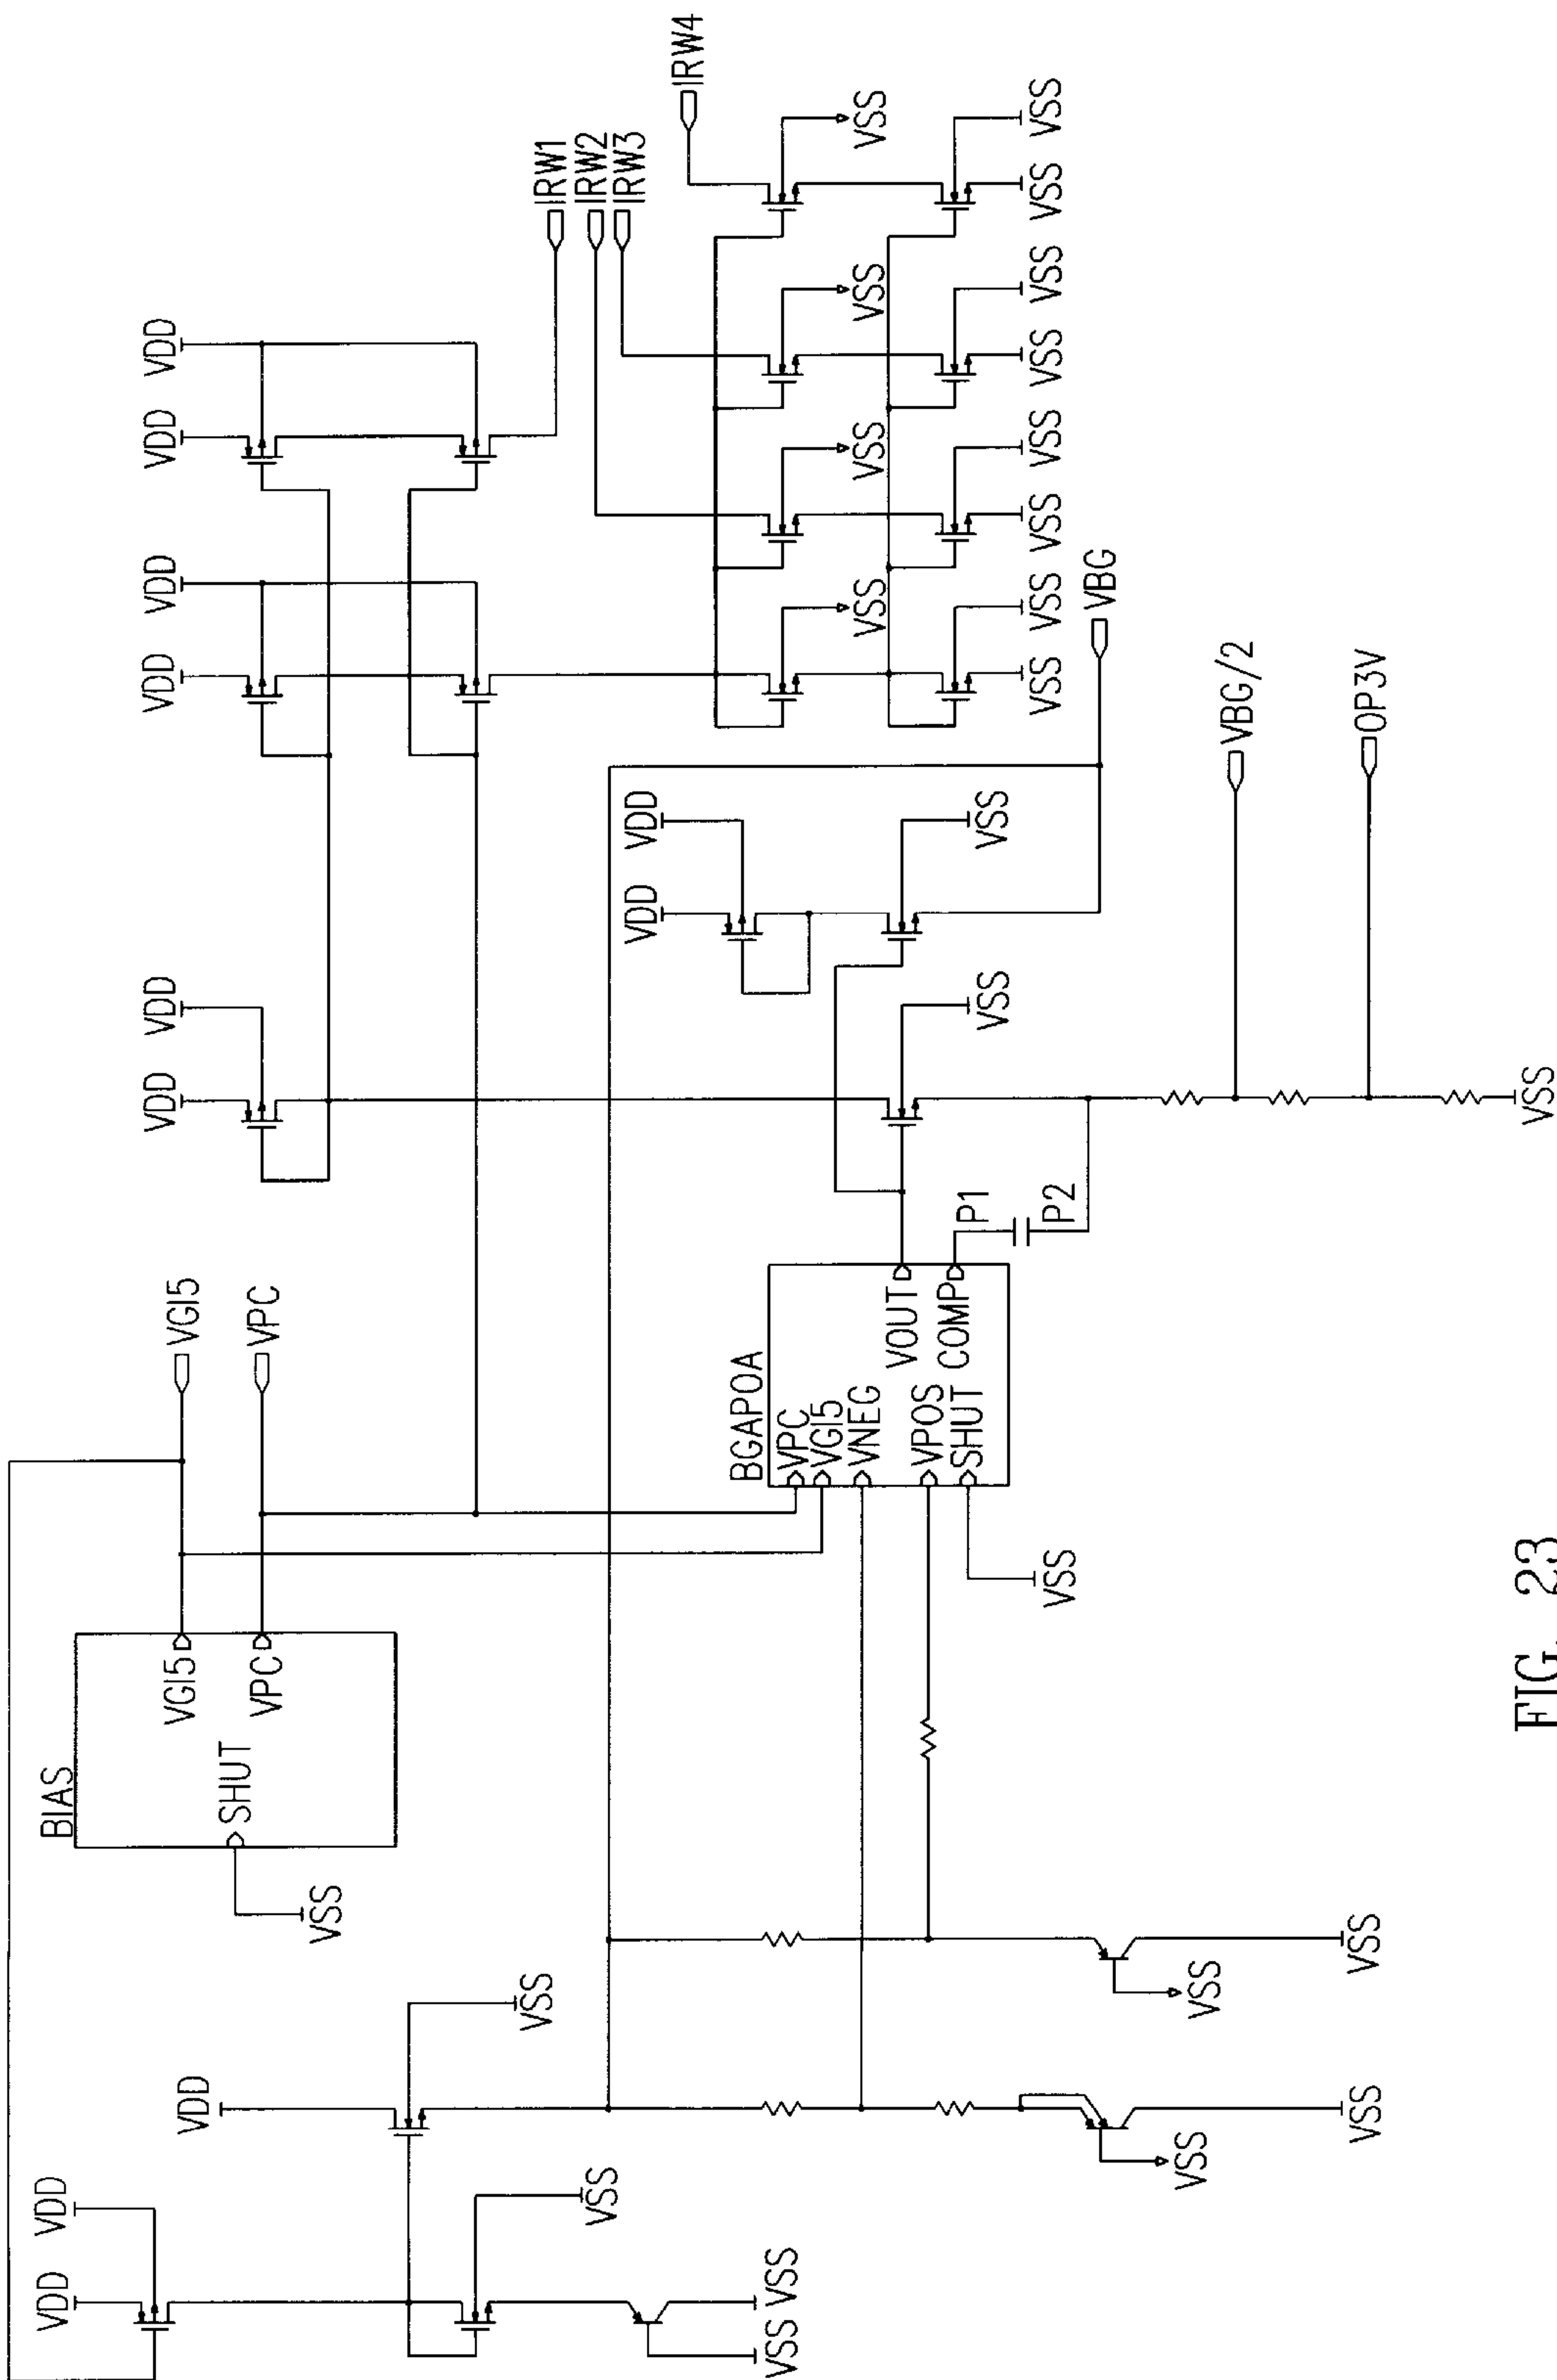 VDD
VDD
VDD
VSS
VSS
VSS
VSS
VSS
VSS
VSS
VSS
VSS
BIAS
SHUT
VGI5
VPC
VSS
VGI5
VPC
BGAPOA
VPC
VGI5
VNEG
VPOS
SHUT
VOUT
COMP
VSS
P1
P2
VDD
VDD
VSS
VDD
VDD
VSS
VSS
VBG/2
OP3V
VBG
VDD
VDD
VDD
VDD
IRW1
IRW2
IRW3
IRW4
VSS
VSS
VSS
VSS
VSS
VSS
VSS
VSS
VSS
VSS
VSS
VSS
FIG. 23